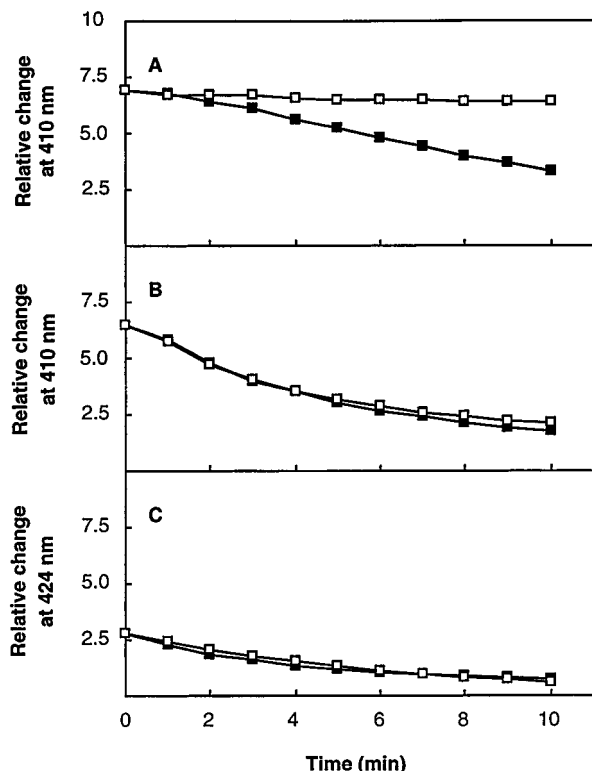 10
A
7.5
5.0
2.5
Relative change
at 410 nm
B
7.5
5.0
2.5
Relative change
at 410 nm
C
7.5
5.0
2.5
Relative change
at 424 nm
0 2 4 6 8 10
Time (min)